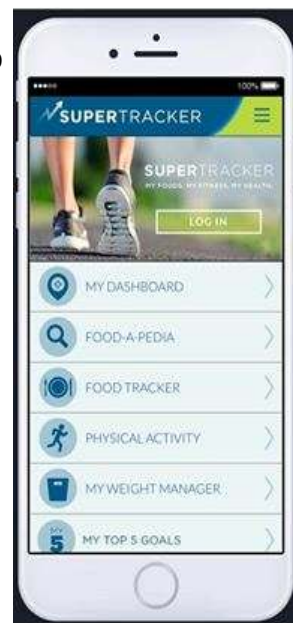 100%
SUPERTRACKER
SUPERTRACKER
MY FOODS. MY FITNESS. MY HEALTH.
LOG IN
MY DASHBOARD
FOOD-A-PEDIA
FOOD TRACKER
PHYSICAL ACTIVITY
MY WEIGHT MANAGER
MY
5
MY TOP 5 GOALS